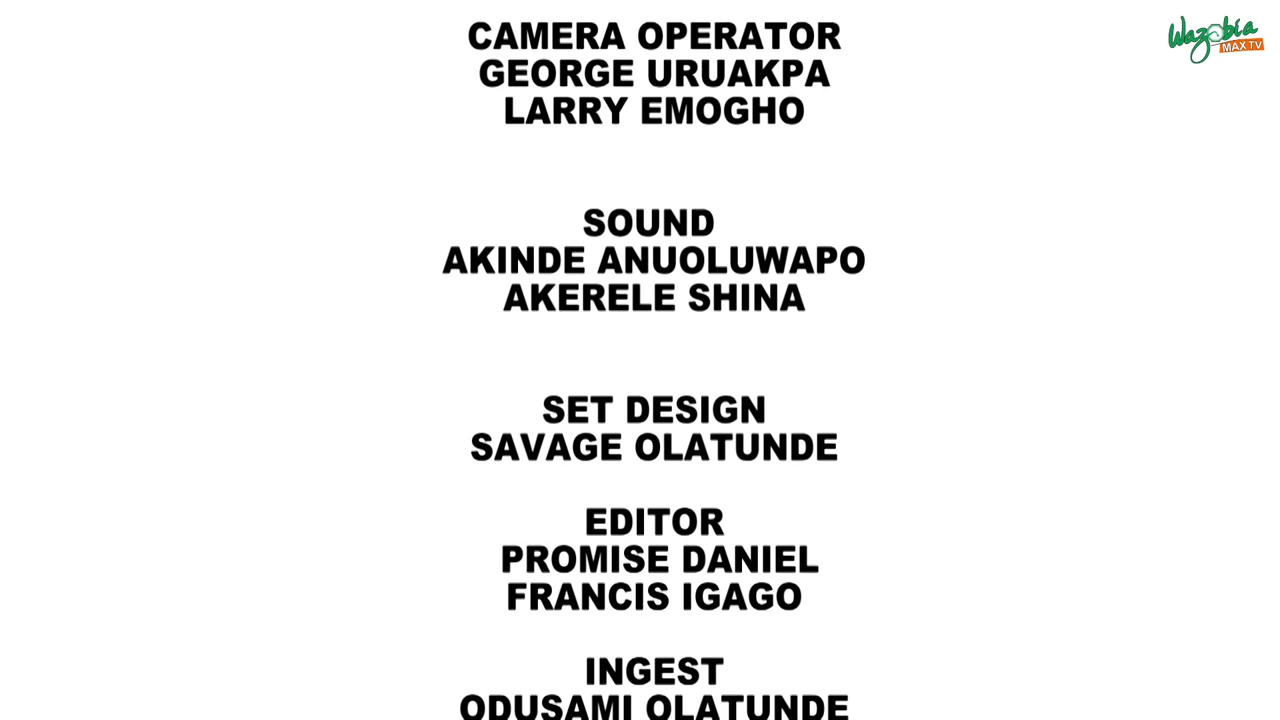 Wazobia
MAX TV
CAMERA OPERATOR
GEORGE URUAKPA
LARRY EMOGHO
SOUND
AKINDE ANUOLUWAPO
AKERELE SHINA
SET DESIGN
SAVAGE OLATUNDE
EDITOR
PROMISE DANIEL
FRANCIS IGAGO
INGEST
ODUSAMI OLATUNDE